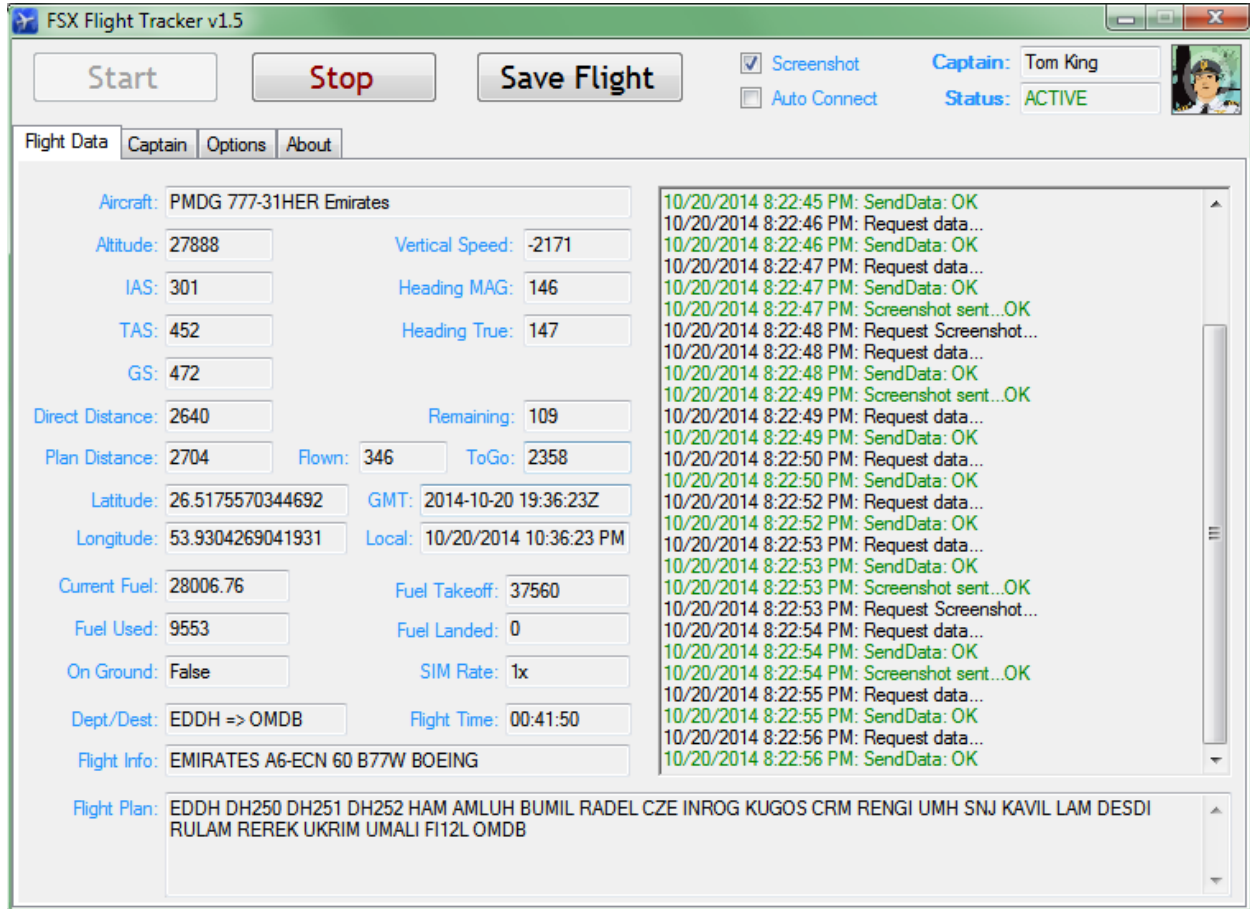 FSX Flight Tracker v1.5
Start
Stop
Save Flight
Screenshot
Auto Connect
Captain: Tom King
Status: ACTIVE
Flight Data Captain Options About
Aircraft: PMDG 777-31HER Emirates
Altitude: 27888 Vertical Speed: -2171
IAS: 301 Heading MAG: 146
TAS: 452 Heading True: 147
GS: 472
Direct Distance: 2640 Remaining: 109
Plan Distance: 2704 Flown: 346 ToGo: 2358
Latitude: 26.5175570344692 GMT: 2014-10-20 19:36:23Z
Longitude: 53.9304269041931 Local: 10/20/2014 10:36:23 PM
Current Fuel: 28006.76 Fuel Takeoff: 37560
Fuel Used: 9553 Fuel Landed: 0
On Ground: False SIM Rate: 1x
Dept/Dest: EDDH => OMDB Flight Time: 00:41:50
Flight Info: EMIRATES A6-ECN 60 B77W BOEING
10/20/2014 8:22:45 PM: SendData: OK
10/20/2014 8:22:46 PM: Request data...
10/20/2014 8:22:46 PM: SendData: OK
10/20/2014 8:22:47 PM: Request data...
10/20/2014 8:22:47 PM: SendData: OK
10/20/2014 8:22:47 PM: Screenshot sent...OK
10/20/2014 8:22:48 PM: Request Screenshot...
10/20/2014 8:22:48 PM: Request data...
10/20/2014 8:22:48 PM: SendData: OK
10/20/2014 8:22:49 PM: Screenshot sent...OK
10/20/2014 8:22:49 PM: Request data...
10/20/2014 8:22:49 PM: SendData: OK
10/20/2014 8:22:50 PM: Request data...
10/20/2014 8:22:50 PM: SendData: OK
10/20/2014 8:22:52 PM: Request data...
10/20/2014 8:22:52 PM: SendData: OK
10/20/2014 8:22:53 PM: Request data...
10/20/2014 8:22:53 PM: SendData: OK
10/20/2014 8:22:53 PM: Screenshot sent...OK
10/20/2014 8:22:53 PM: Request Screenshot...
10/20/2014 8:22:54 PM: Request data...
10/20/2014 8:22:54 PM: SendData: OK
10/20/2014 8:22:54 PM: Screenshot sent...OK
10/20/2014 8:22:55 PM: Request data...
10/20/2014 8:22:55 PM: SendData: OK
10/20/2014 8:22:56 PM: Request data...
10/20/2014 8:22:56 PM: SendData: OK
Flight Plan: EDDH DH250 DH251 DH252 HAM AMLUH BUMIL RADEL CZE INROG KUGOS CRM RENGI UMH SNJ KAVIL LAM DESDI
RULAM REREK UKRIM UMALI FI12L OMDB